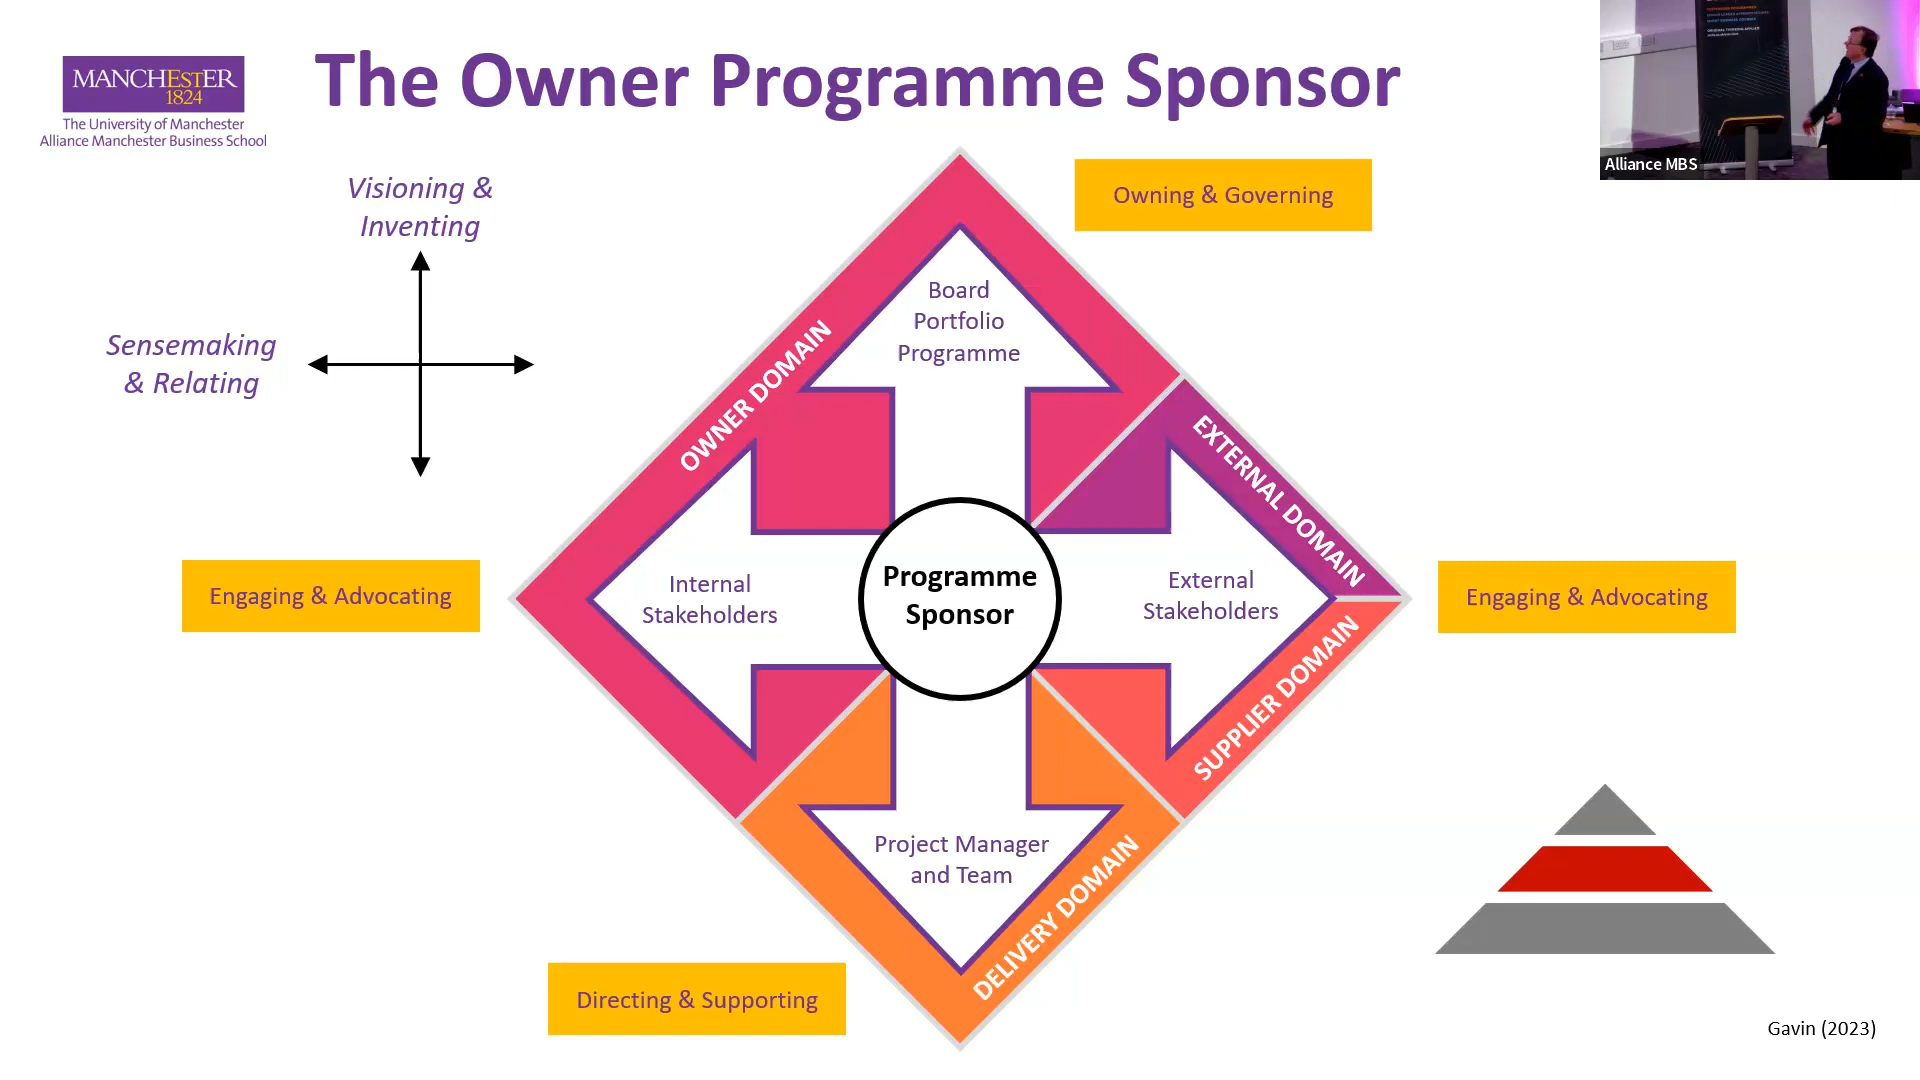 MANCHESTER
1824
The University of Manchester
Alliance Manchester Business School
The Owner Programme Sponsor
Alliance MBS
Visioning &
Inventing
Sensemaking
& Relating
Owning & Governing
Board
Portfolio
Programme
OWNER DOMAIN
EXTERNAL DOMAIN
Engaging & Advocating
Internal
Stakeholders
Programme
Sponsor
External
Stakeholders
Engaging & Advocating
SUPPLIER DOMAIN
Project Manager
and Team
DELIVERY DOMAIN
Directing & Supporting
Gavin (2023)